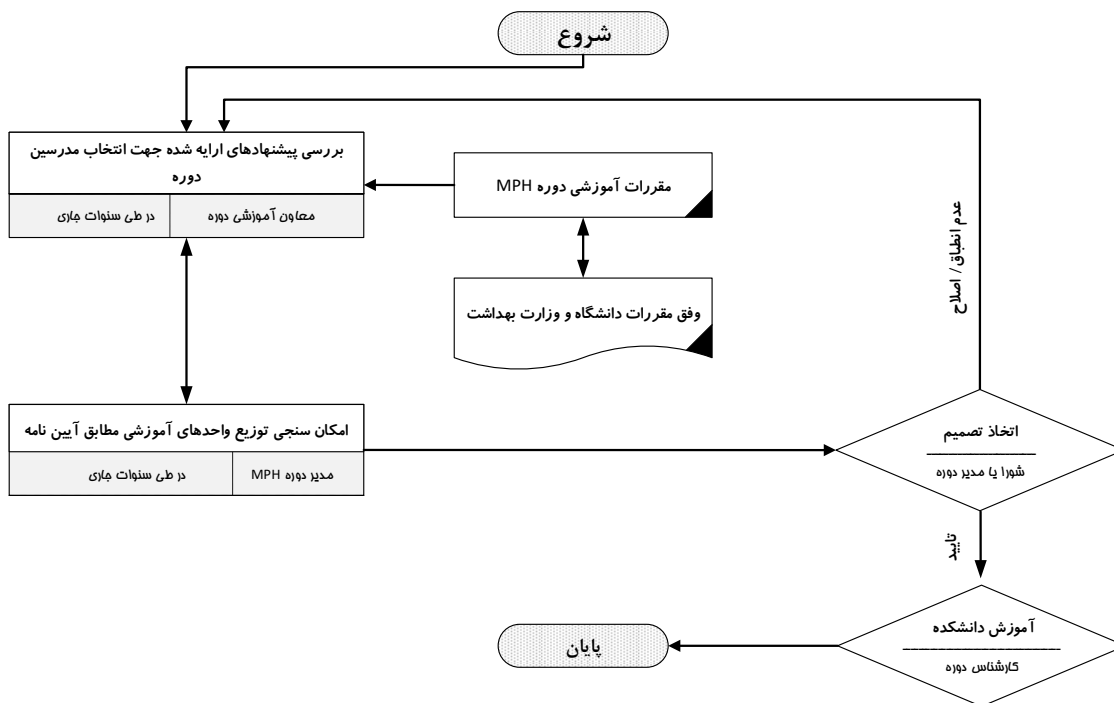 شروع
بررسی پیشنهادهای ارایه شده جهت انتخاب مدرسین
دوره
معاون آموزشی دوره
در طی سنوات جاری
مقررات آموزشی دوره MPH
وفق مقررات دانشگاه و وزارت بهداشت
عدم انطباق / اصلاح
امکان سنجی توزیع واحدهای آموزشی مطابق آیین نامه
مدیر دوره MPH
در طی سنوات جاری
اتخاذ تصمیم
شورا یا مدیر دوره
تایید
آموزش دانشکده
کارشناس دوره
پایان